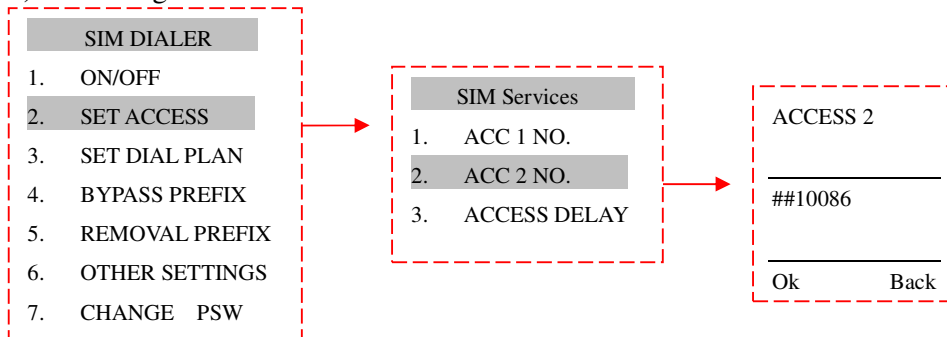 SIM DIALER
1. ON/OFF
2. SET ACCESS
3. SET DIAL PLAN
4. BYPASS PREFIX
5. REMOVAL PREFIX
6. OTHER SETTINGS
7. CHANGE PSW
SIM Services
1. ACC 1 NO.
2. ACC 2 NO.
3. ACCESS DELAY
ACCESS 2
##10086
Ok Back